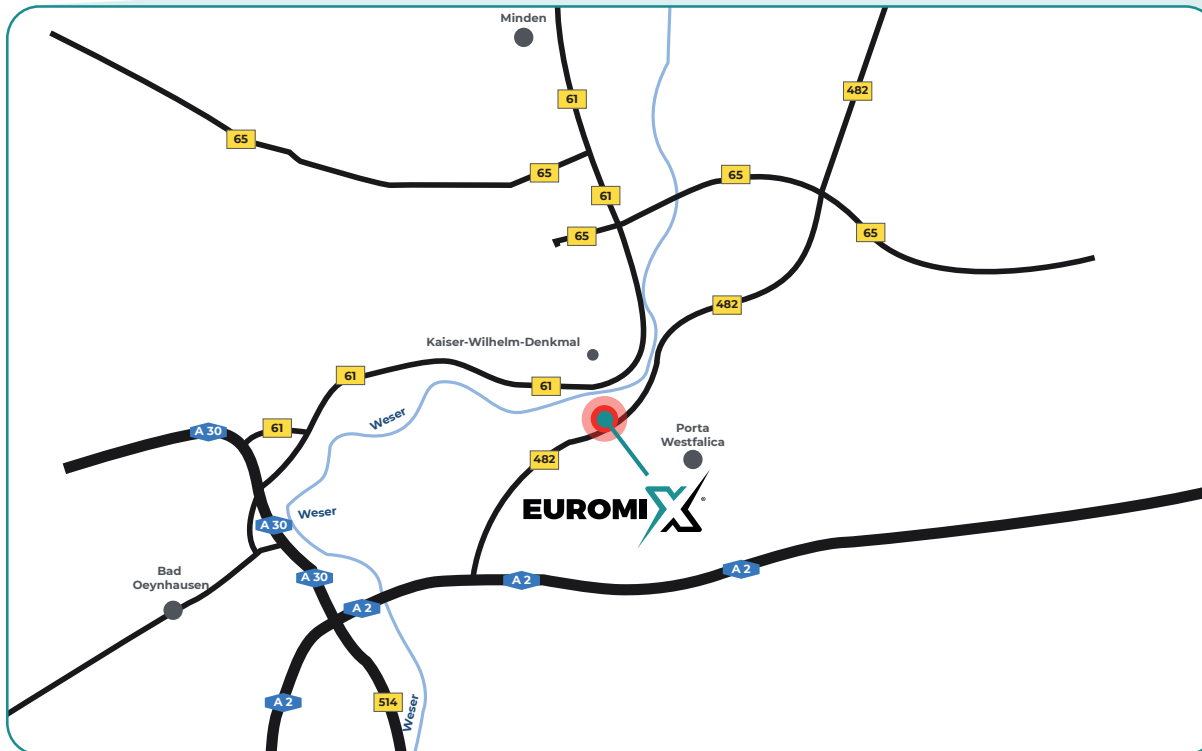 Minden
61
482
65
65
65
61
65
65
482
Kaiser-Wilhelm-Denkmal
61
61
Weser
A 30
61
Porta
Westfalica
482
EUROMIX®
Weser
A 30
Bad
Oeynhausen
A 30
A 2
A 2
A 2
A 2
514
Weser